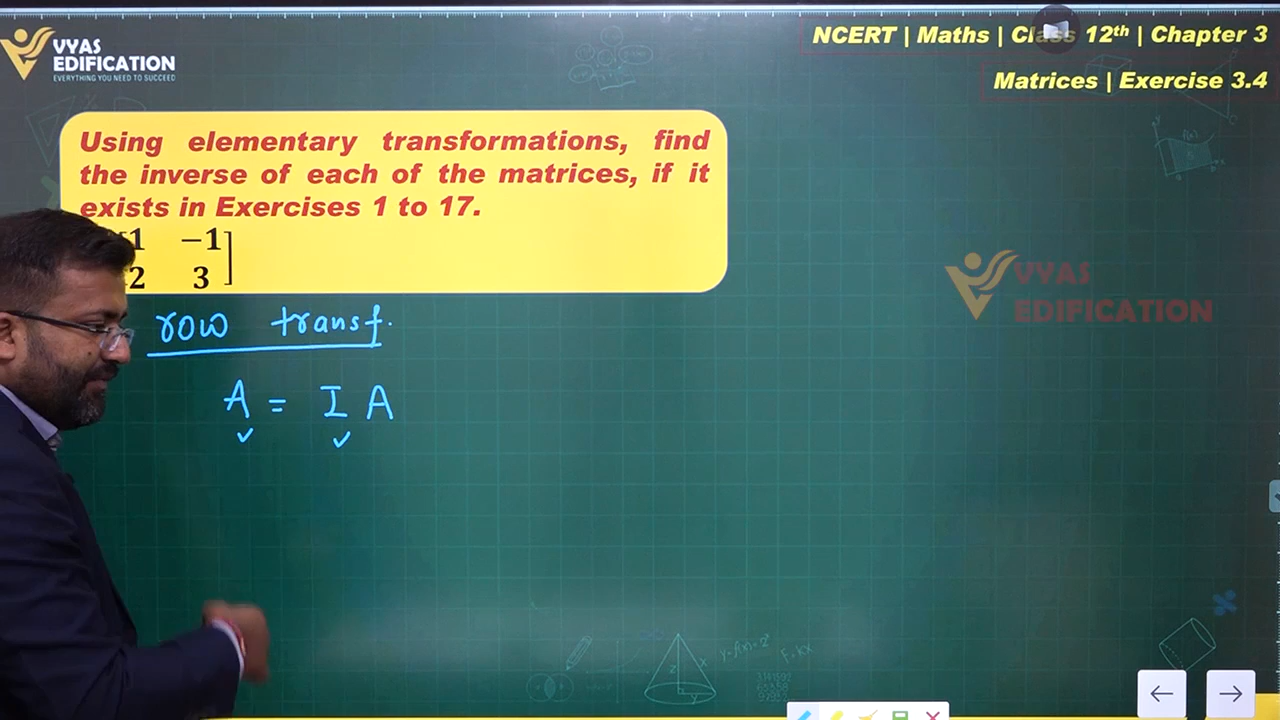 VYAS
EDIFICATION
EVERYTHING YOU NEED TO SUCCEED
NCERT | Maths | Class 12th | Chapter 3
Matrices | Exercise 3.4
Using elementary transformations, find
the inverse of each of the matrices, if it
exists in Exercises 1 to 17.
1 −1
2 3
row transf.
A = I A
VYAS
EDIFICATION